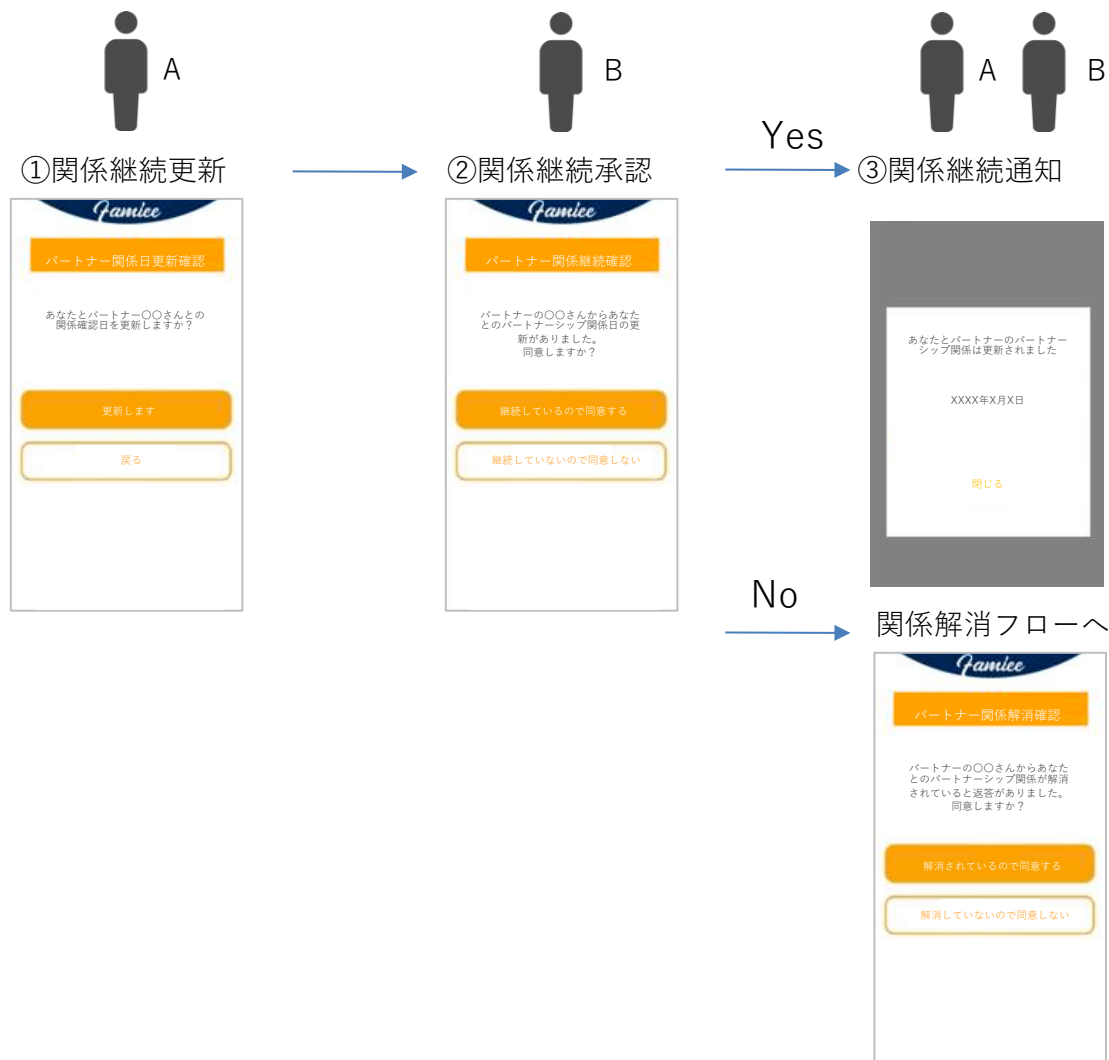 A
B
A
B
Yes
①関係継続更新
②関係継続承認
③関係継続通知
Famiee
パートナー関係日更新確認
あなたとパートナー〇〇さんとの
関係確認日を更新しますか？
更新します
戻る
Famiee
パートナー関係継続確認
パートナーの〇〇さんからあなた
とのパートナーシップ関係日の更
新がありました。
同意しますか？
継続しているので同意する
継続していないので同意しない
あなたとパートナーのパートナー
シップ関係は更新されました
XXXX年X月X日
閉じる
No
関係解消フローへ
Famiee
パートナー関係解消確認
パートナーの〇〇さんからあなた
とのパートナーシップ関係が解消
されていると返答がありました。
同意しますか？
解消されているので同意する
解消していないので同意しない